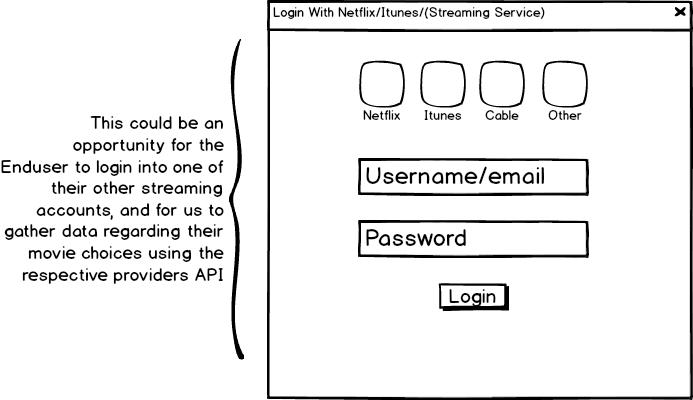 Login With Netflix/Itunes/(Streaming Service)
Netflix
Itunes
Cable
Other
This could be an
opportunity for the
Enduser to login into one of
their other streaming
accounts, and for us to
gather data regarding their
movie choices using the
respective providers API
Username/email
Password
Login